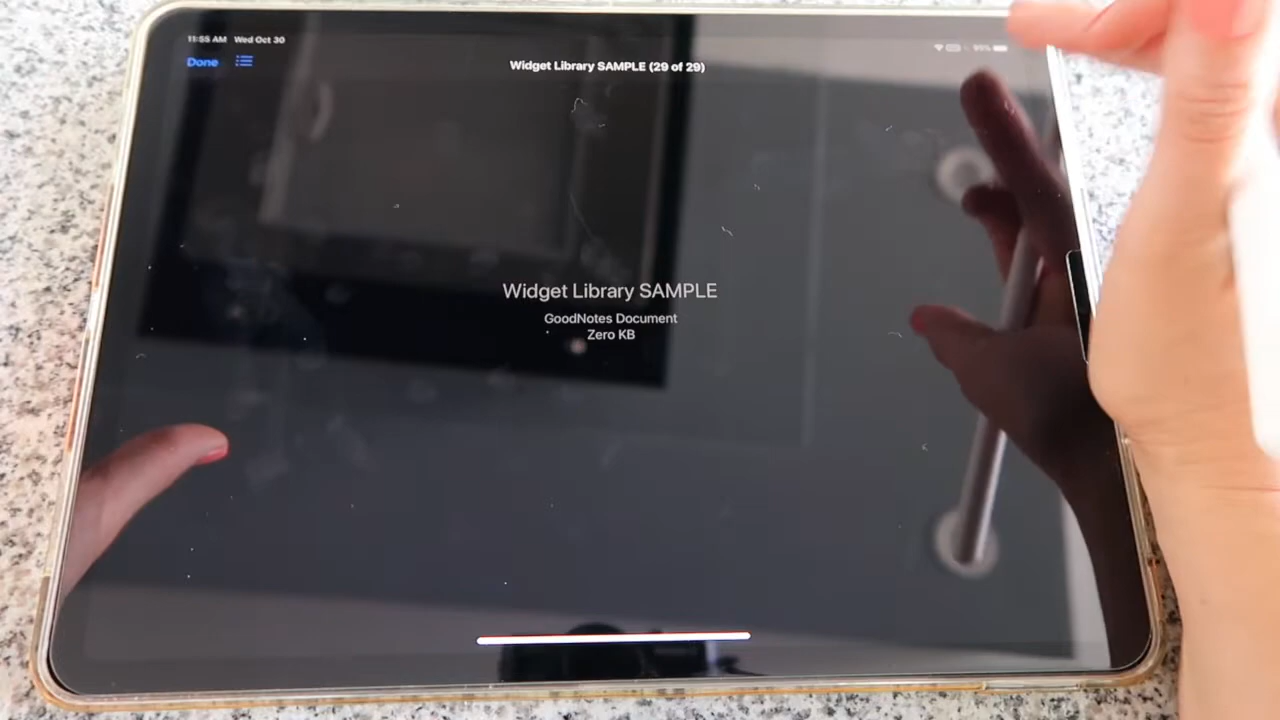 11:55 AM Wed Oct 30
95%
Done
Widget Library SAMPLE (29 of 29)
Widget Library SAMPLE
GoodNotes Document
Zero KB